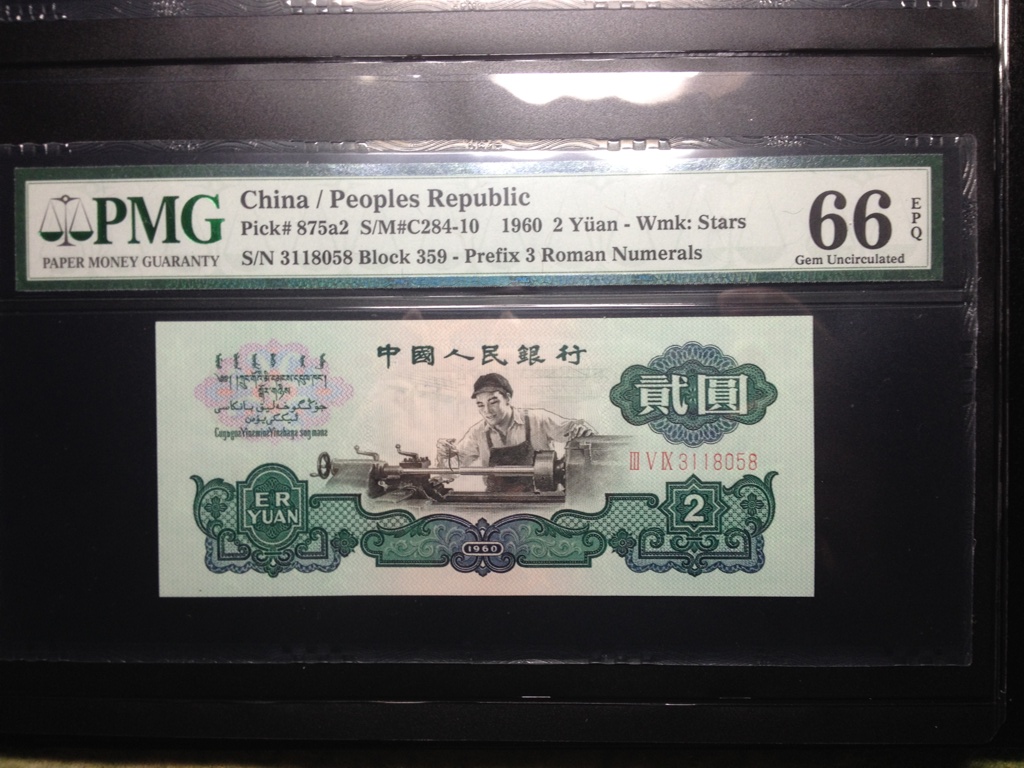 PMG
PAPER MONEY GUARANTY
China / Peoples Republic
Pick# 875a2 S/M#C284-10 1960 2 Yüan - Wmk: Stars
S/N 3118058 Block 359 - Prefix 3 Roman Numerals
66
EPQ
Gem Uncirculated
中國人民銀行
貳圓
III V IX 3118058
ER
YUAN
2
1960